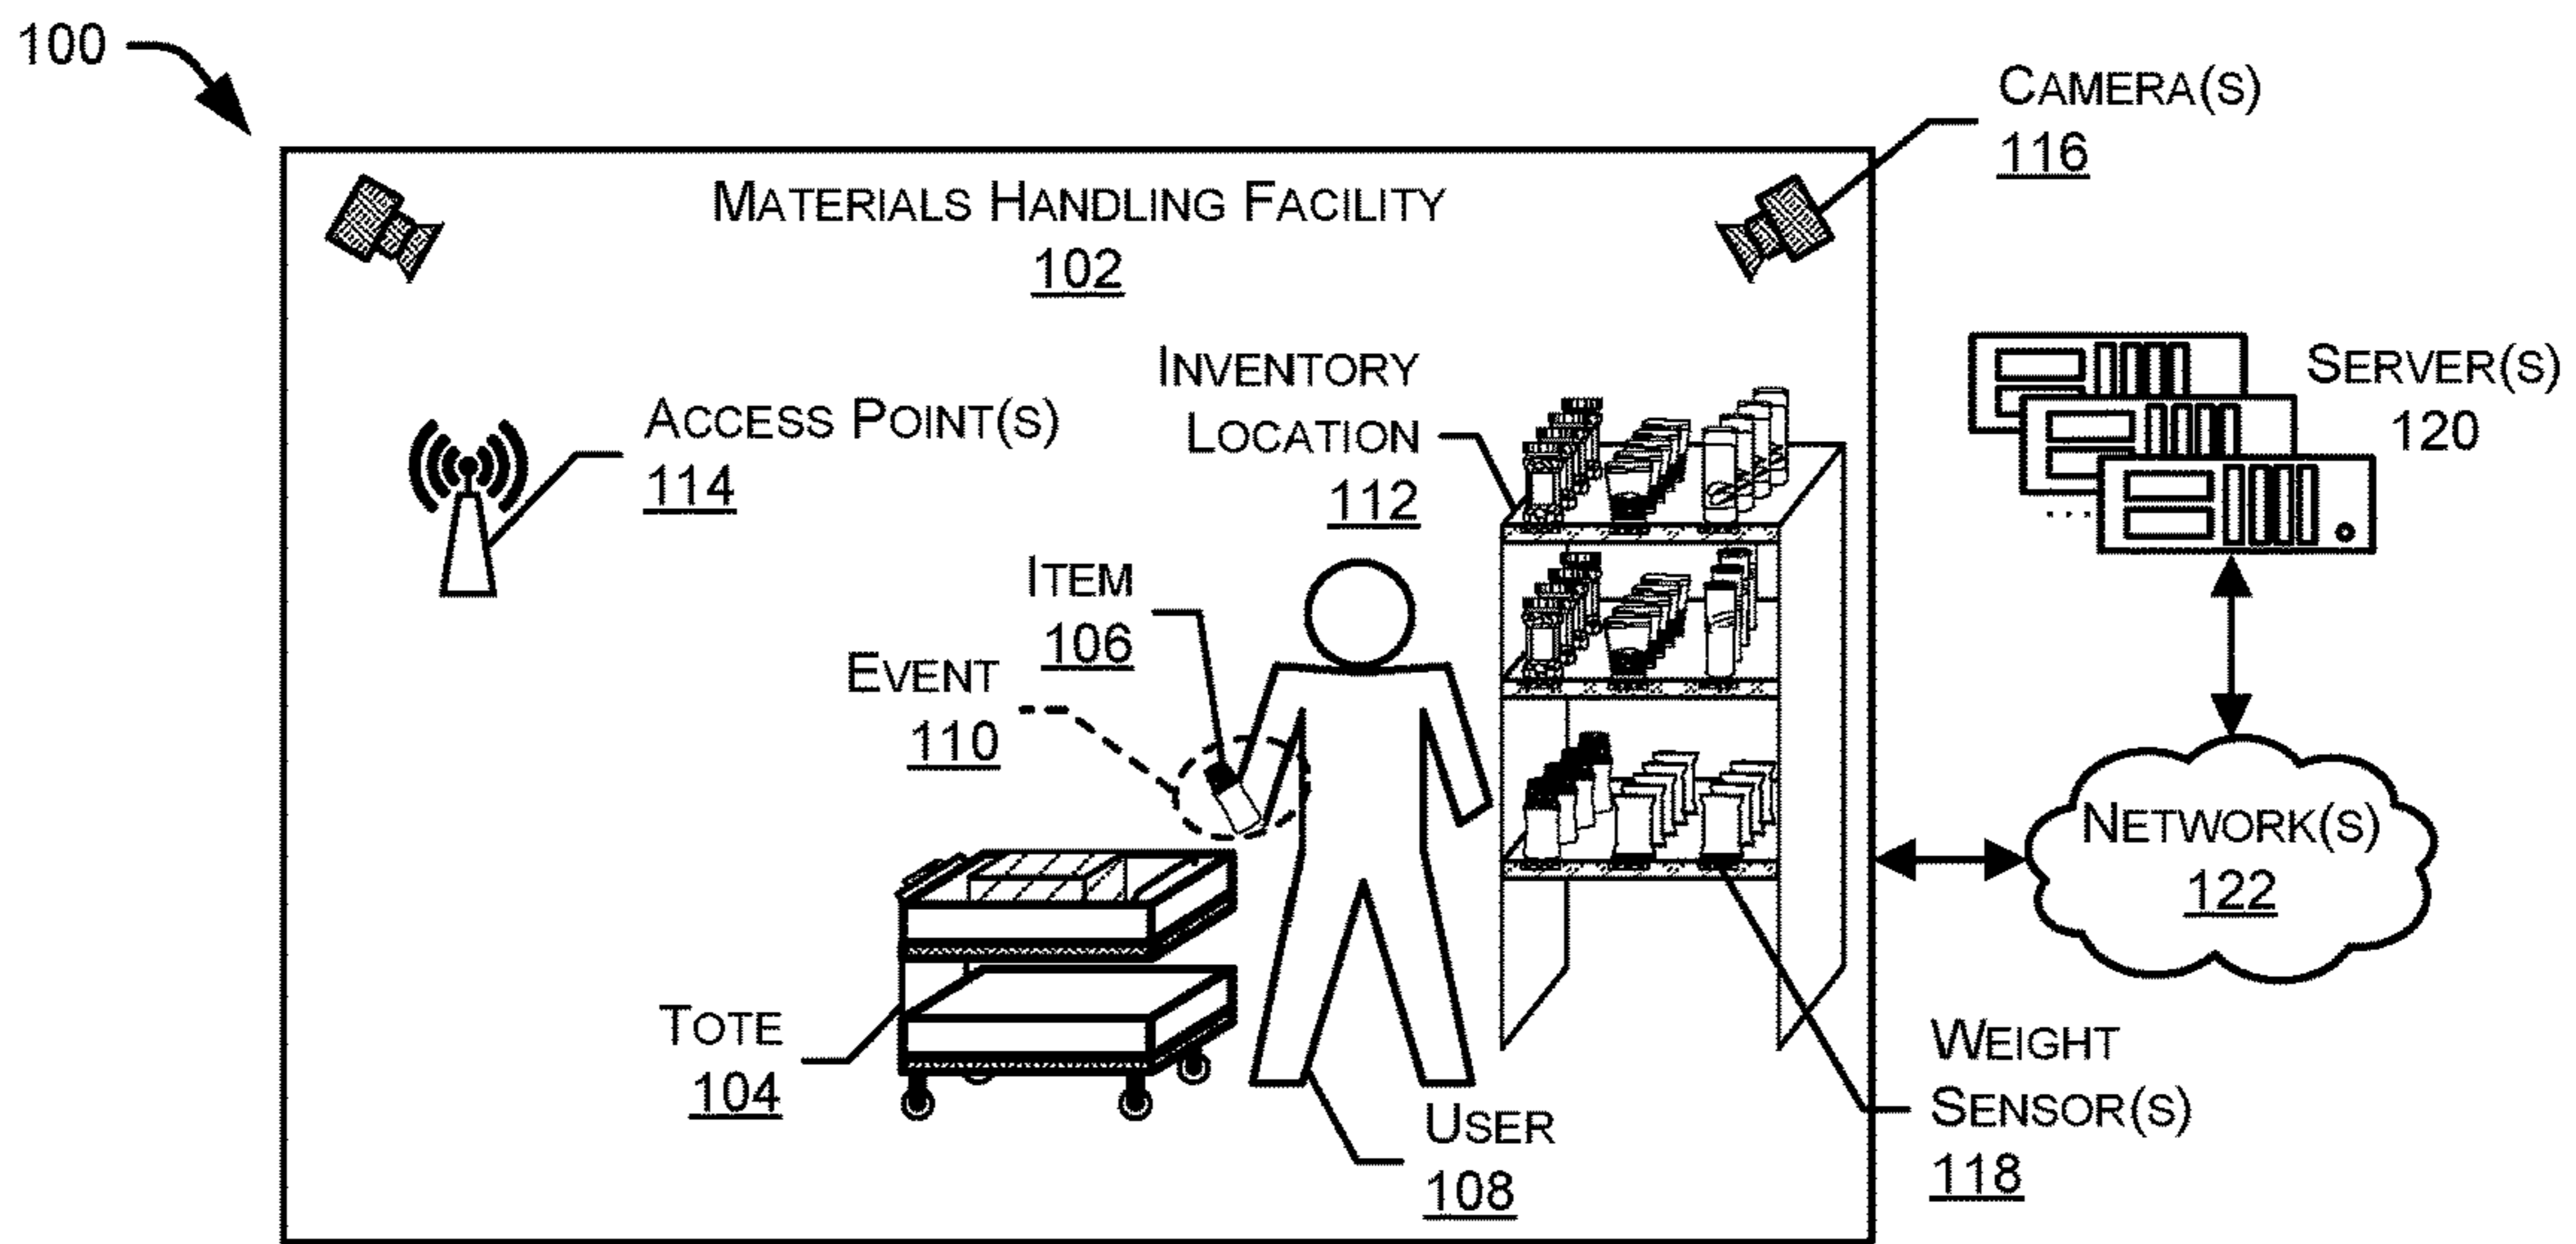 100
CAMERA(S)
116
MATERIALS HANDLING FACILITY
102
INVENTORY
LOCATION
112
SERVER(S)
120
ACCESS POINT(S)
114
ITEM
106
EVENT
110
NETWORK(S)
122
TOTE
104
USER
108
WEIGHT
SENSOR(S)
118